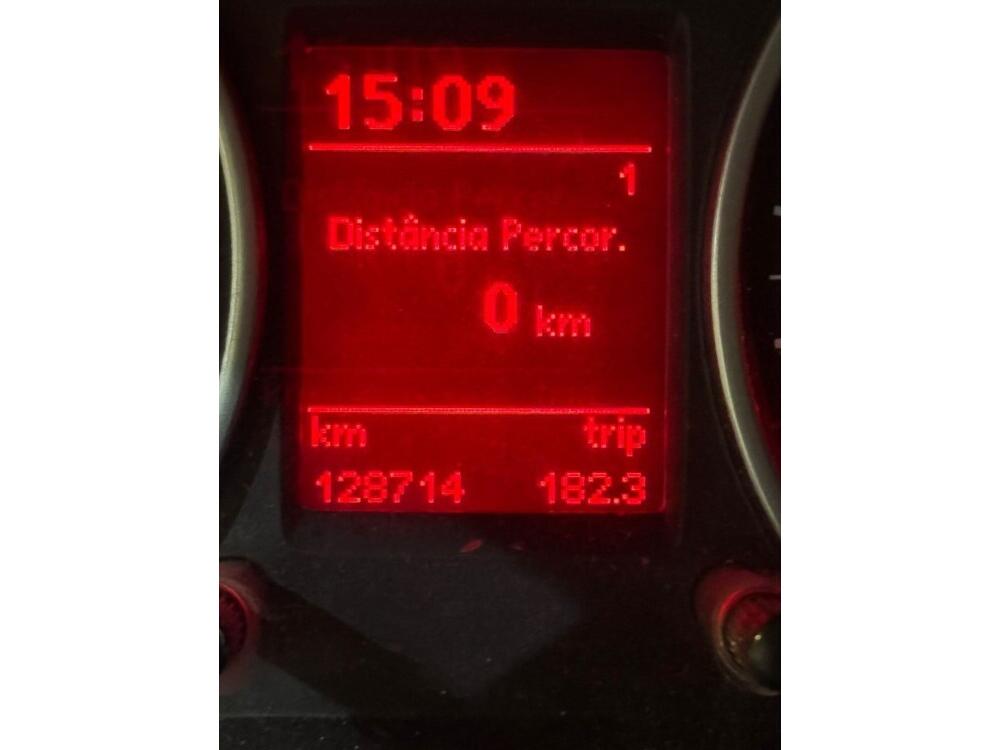 15:09
1
Distância Percor.
0 km
km trip
128714 182.3